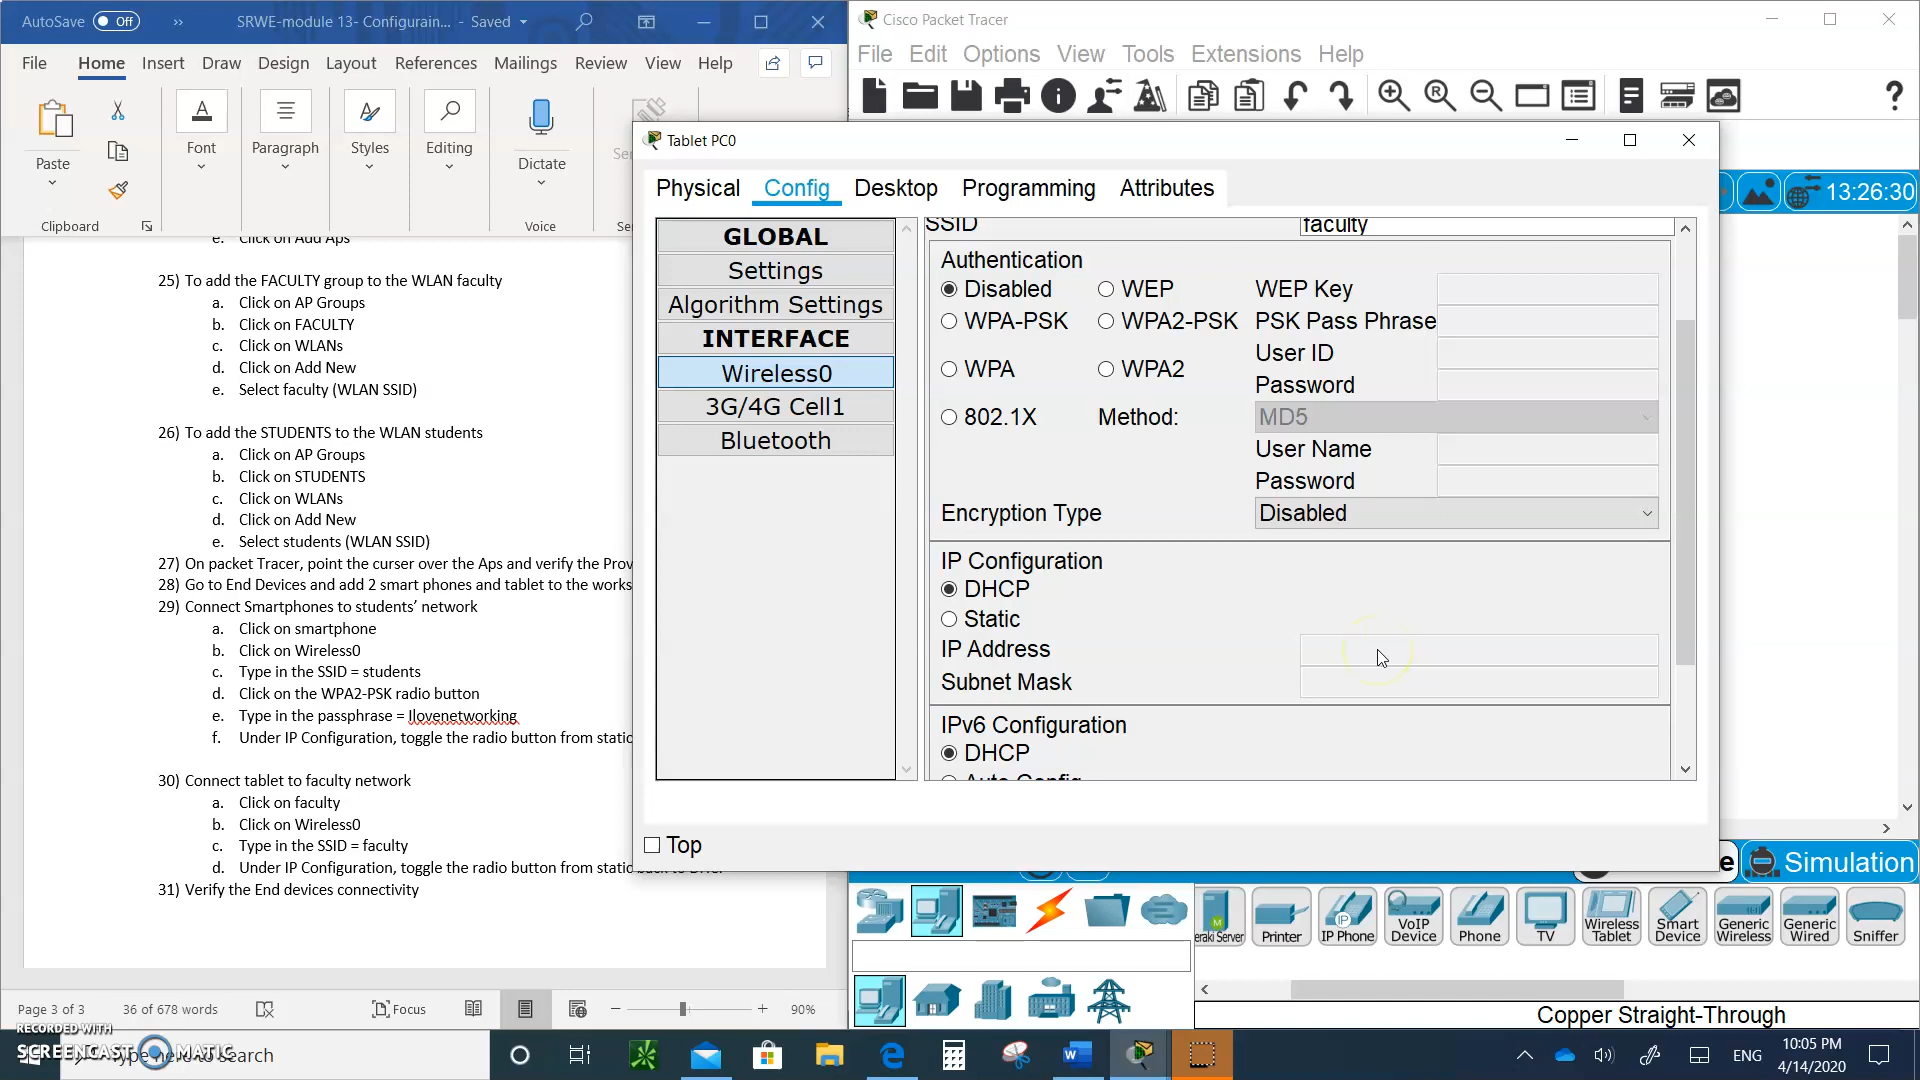 AutoSave Off
SRWE-module 13- Configurain... - Saved
File Home Insert Draw Design Layout References Mailings Review View Help
Paste
Font
Paragraph
Styles
Editing
Dictate
Clipboard
Voice
e. Click on Add Aps
25) To add the FACULTY group to the WLAN faculty
a. Click on AP Groups
b. Click on FACULTY
c. Click on WLANs
d. Click on Add New
e. Select faculty (WLAN SSID)
26) To add the STUDENTS to the WLAN students
a. Click on AP Groups
b. Click on STUDENTS
c. Click on WLANs
d. Click on Add New
e. Select students (WLAN SSID)
27) On packet Tracer, point the curser over the Aps and verify the Prov
28) Go to End Devices and add 2 smart phones and tablet to the works
29) Connect Smartphones to students' network
a. Click on smartphone
b. Click on Wireless0
c. Type in the SSID = students
d. Click on the WPA2-PSK radio button
e. Type in the passphrase = Ilovenetworking
f. Under IP Configuration, toggle the radio button from static
30) Connect tablet to faculty network
a. Click on faculty
b. Click on Wireless0
c. Type in the SSID = faculty
d. Under IP Configuration, toggle the radio button from static back to
31) Verify the End devices connectivity
Page 3 of 3 36 of 678 words Focus 90%
Cisco Packet Tracer
File Edit Options View Tools Extensions Help
13:26:30
Tablet PC0
Physical Config Desktop Programming Attributes
GLOBAL
Settings
Algorithm Settings
INTERFACE
Wireless0
3G/4G Cell1
Bluetooth
SSID faculty
Authentication
Disabled WEP WEP Key
WPA-PSK WPA2-PSK PSK Pass Phrase
User ID
WPA WPA2
Password
802.1X Method: MD5
User Name
Password
Encryption Type Disabled
IP Configuration
DHCP
Static
IP Address
Subnet Mask
IPv6 Configuration
DHCP
Auto Config
Top
Simulation
Printer
IP Phone
VoIP Device
Phone
TV
Wireless Tablet
Smart Device
Generic Wireless
Generic Wired
Sniffer
Copper Straight-Through
RECORDED WITH
SCREENCAST MATIC
Type here to search
ENG
10:05 PM
4/14/2020